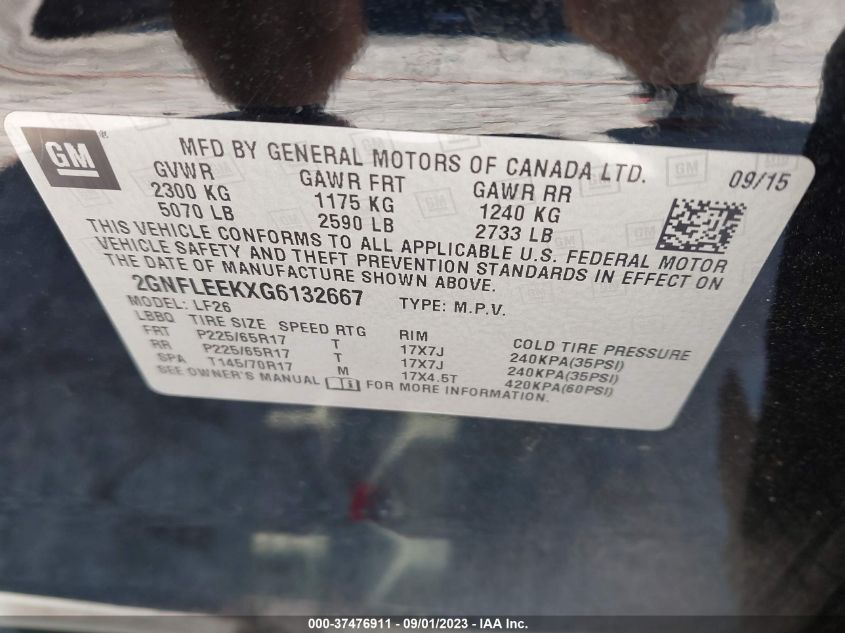 GM ®
MFD BY GENERAL MOTORS OF CANADA LTD.
09/15
GVWR GAWR FRT GAWR RR
2300 KG 1175 KG 1240 KG
5070 LB 2590 LB 2733 LB
THIS VEHICLE CONFORMS TO ALL APPLICABLE U.S. FEDERAL MOTOR
VEHICLE SAFETY AND THEFT PREVENTION STANDARDS IN EFFECT ON
THE DATE OF MANUFACTURE SHOWN ABOVE.
2GNFLEEKXG6132667 TYPE: M.P.V.
MODEL: LF26
LBBQ TIRE SIZE SPEED RTG RIM COLD TIRE PRESSURE
FRT P225/65R17 T 17X7J 240KPA(35PSI)
RR P225/65R17 T 17X7J 240KPA(35PSI)
SPA T145/70R17 M 17X4.5T 420KPA(60PSI)
SEE OWNER'S MANUAL FOR MORE INFORMATION.
000-37476911 - 09/01/2023 - IAA Inc.